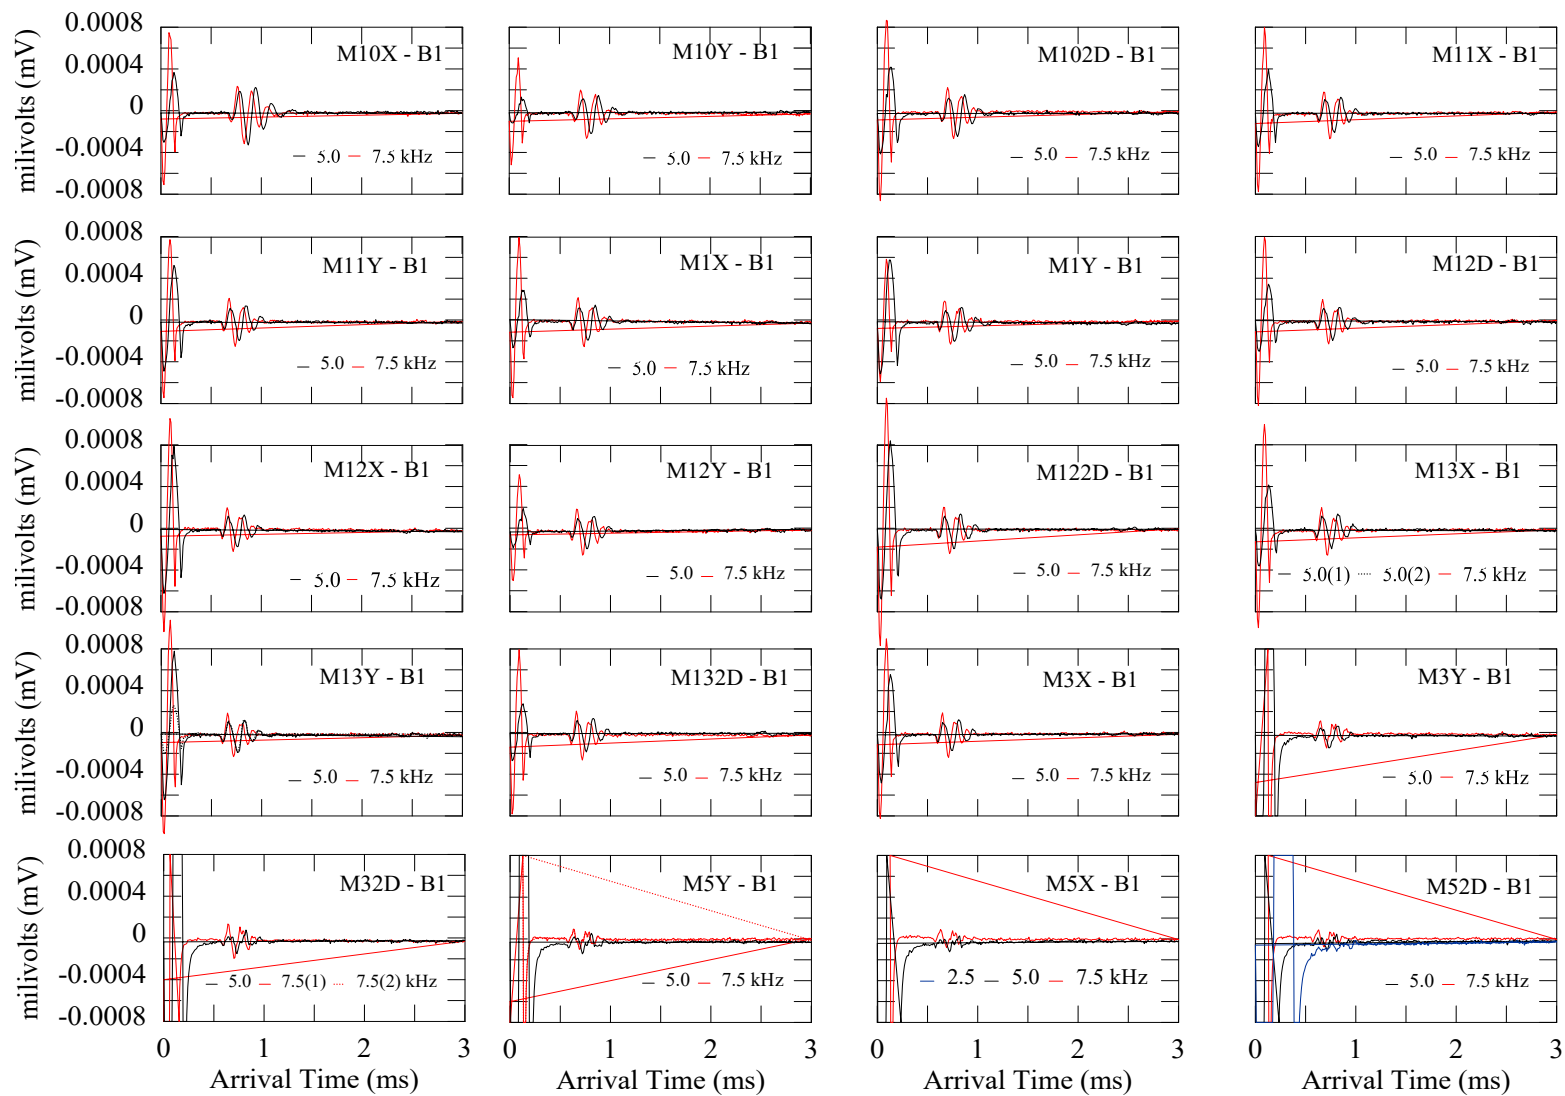 0.0008
0.0004
0
-0.0004
-0.0008
milivolts (mV)
M10X - B1
5.0 7.5 kHz
M10Y - B1
5.0 7.5 kHz
M102D - B1
5.0 7.5 kHz
M11X - B1
5.0 7.5 kHz
0.0008
0.0004
0
-0.0004
-0.0008
milivolts (mV)
M11Y - B1
5.0 7.5 kHz
M1X - B1
5.0 7.5 kHz
M1Y - B1
5.0 7.5 kHz
M12D - B1
5.0 7.5 kHz
0.0008
0.0004
0
-0.0004
-0.0008
milivolts (mV)
M12X - B1
5.0 7.5 kHz
M12Y - B1
5.0 7.5 kHz
M122D - B1
5.0 7.5 kHz
M13X - B1
5.0(1) 5.0(2) 7.5 kHz
0.0004
0
-0.0004
-0.0008
milivolts (mV)
M13Y - B1
5.0 7.5 kHz
M132D - B1
5.0 7.5 kHz
M3X - B1
5.0 7.5 kHz
M3Y - B1
5.0 7.5 kHz
0.0008
0.0004
0
-0.0004
-0.0008
milivolts (mV)
M32D - B1
5.0 7.5(1) 7.5(2) kHz
M5Y - B1
5.0 7.5 kHz
M5X - B1
2.5 5.0 7.5 kHz
M52D - B1
5.0 7.5 kHz
0 1 2 3
Arrival Time (ms)
0 1 2 3
Arrival Time (ms)
0 1 2 3
Arrival Time (ms)
0 1 2 3
Arrival Time (ms)